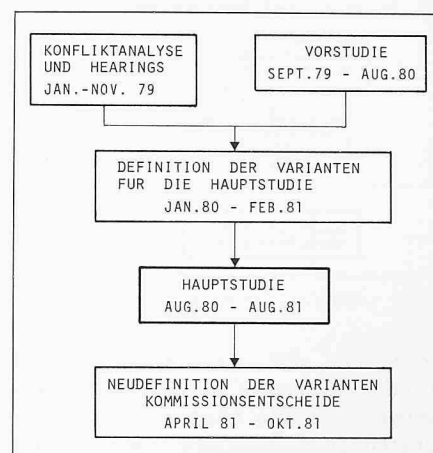 KONFLIKTANALYSE
UND HEARINGS
JAN.-NOV. 79
VORSTUDIE
SEPT.79 - AUG.80
DEFINITION DER VARIANTEN
FUR DIE HAUPTSTUDIE
JAN.80 - FEB.81
HAUPTSTUDIE
AUG.80 - AUG.81
NEUDEFINITION DER VARIANTEN
KOMMISSIONSENTSCHEIDE
APRIL 81 - OKT.81